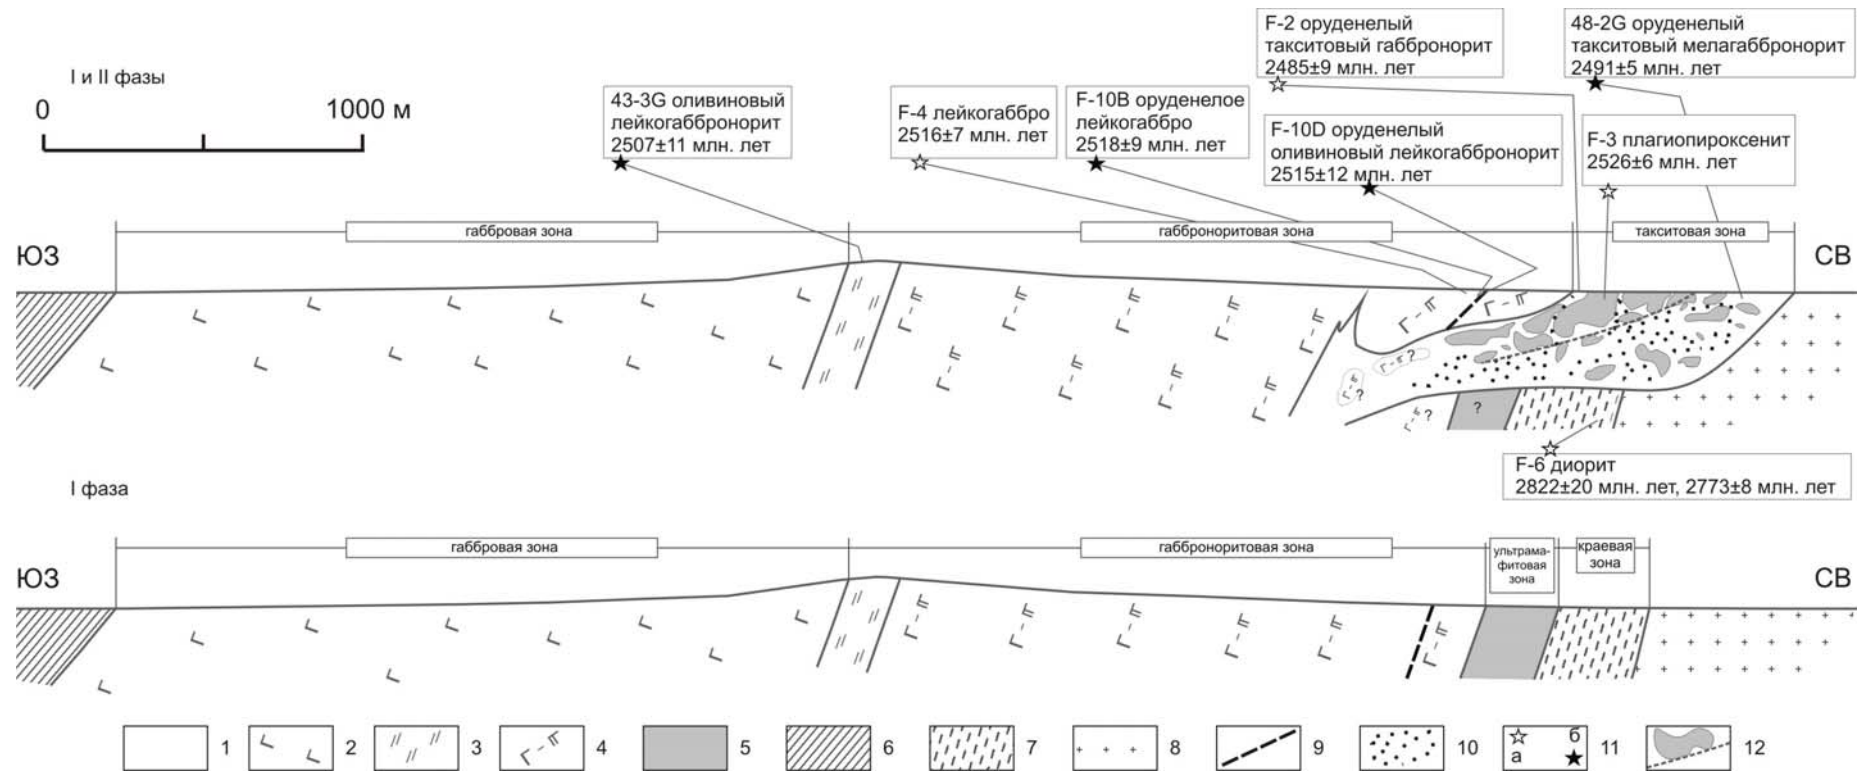 I и II фазы
0 1000 м
43-3G оливиновый
лейкогаббронорит
2507±11 млн. лет
F-4 лейкогаббро
2516±7 млн. лет
F-10B оруденелое
лейкогаббро
2518±9 млн. лет
F-2 оруденелый
такситовый габбронорит
2485±9 млн. лет
F-10D оруденелый
оливиновый лейкогаббронорит
2515±12 млн. лет
48-2G оруденелый
такситовый мелагаббронорит
2491±5 млн. лет
F-3 плагиопироксенит
2526±6 млн. лет
габбровая зона
габброноритовая зона
такситовая зона
ЮЗ
СВ
?
?
?
?
F-6 диорит
2822±20 млн. лет, 2773±8 млн. лет
I фаза
габбровая зона
габброноритовая зона
ультрама-
фитовая
зона
краевая
зона
ЮЗ
СВ
1
2
3
4
5
6
7
8
9
10
а б 11
12